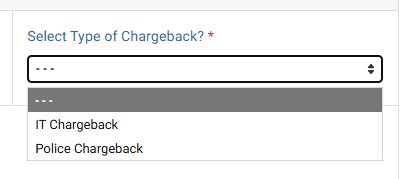 Select Type of Chargeback? *
---
---
IT Chargeback
Police Chargeback